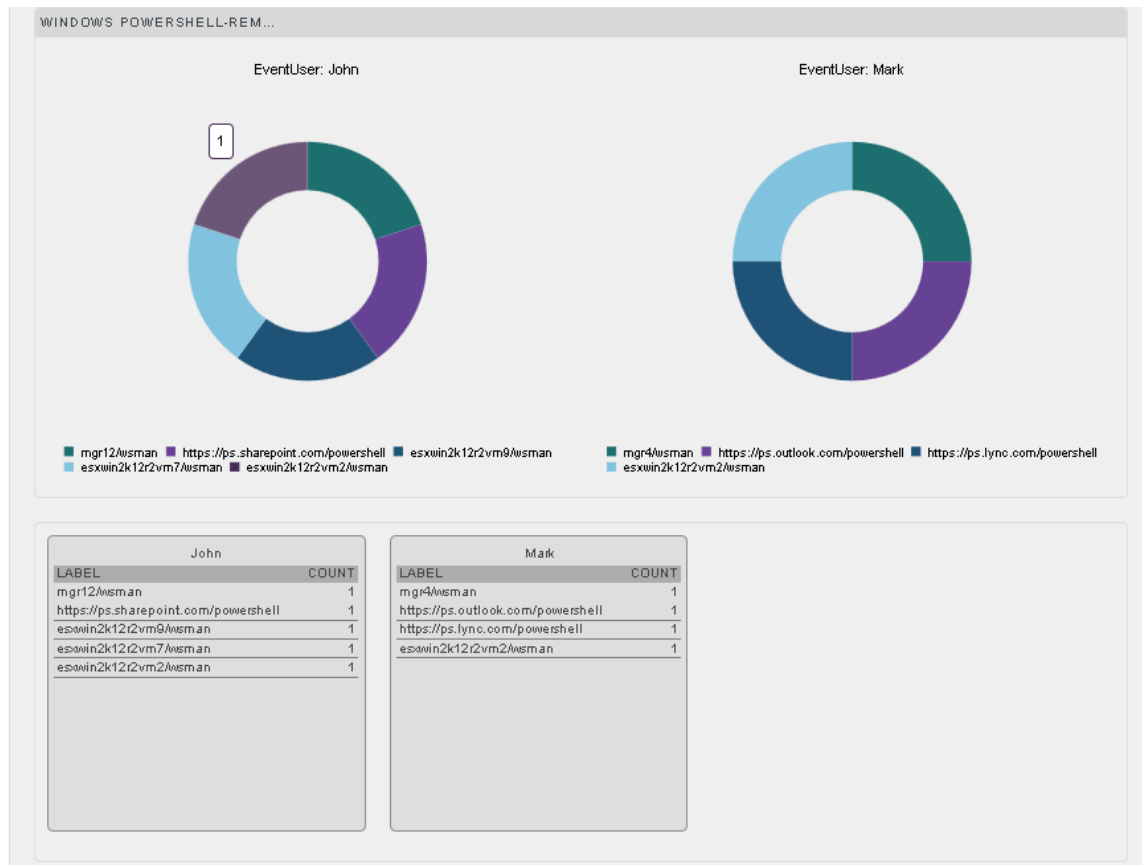 WINDOWS POWERSHELL-REM...
EventUser: John
EventUser: Mark
1
mgr12/wsman https://ps.sharepoint.com/powershell esxwin2k12r2vm9/wsman
esxwin2k12r2vm7/wsman esxwin2k12r2vm2/wsman
mgr4/wsman https://ps.outlook.com/powershell https://ps.lync.com/powershell
esxwin2k12r2vm2/wsman
John
LABEL COUNT
mgr12/wsman 1
https://ps.sharepoint.com/powershell 1
esxwin2k12r2vm9/wsman 1
esxwin2k12r2vm7/wsman 1
esxwin2k12r2vm2/wsman 1
Mark
LABEL COUNT
mgr4/wsman 1
https://ps.outlook.com/powershell 1
https://ps.lync.com/powershell 1
esxwin2k12r2vm2/wsman 1